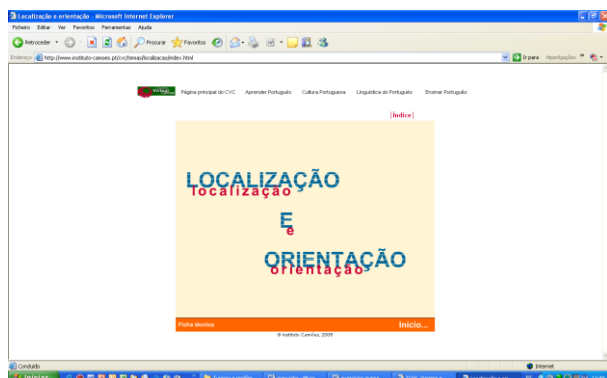 Localização e orientação - Microsoft Internet Explorer
Ficheiro Editar Ver Favoritos Ferramentas Ajuda
Retroceder Procurar Favoritos
Endereço http://www.instituto-camoes.pt/cvc/temas/localizacao/index.html Ir para Hiperligações
Página principal do CVC Aprender Português Cultura Portuguesa Linguística do Português Ensinar Português
|Índice|
LOCALIZAÇÃO
localização
E
e
ORIENTAÇÃO
orientação
Ficha técnica Início...
© Instituto Camões, 2005
Concluído Internet
Iniciar